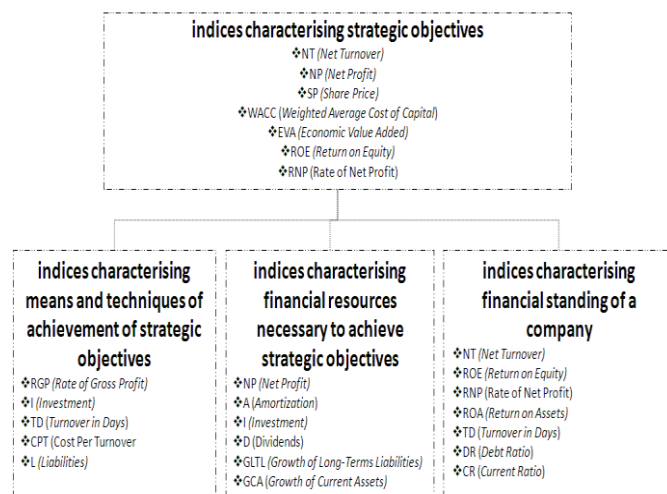 indices characterising strategic objectives
❖NT (Net Turnover)
❖NP (Net Profit)
❖SP (Share Price)
❖WACC (Weighted Average Cost of Capital)
❖EVA (Economic Value Added)
❖ROE (Return on Equity)
❖RNP (Rate of Net Profit)
indices characterising
means and techniques of
achievement of strategic
objectives
❖RGP (Rate of Gross Profit)
❖I (Investment)
❖TD (Turnover in Days)
❖CPT (Cost Per Turnover
❖L (Liabilities)
indices characterising
financial resources
necessary to achieve
strategic objectives
❖NP (Net Profit)
❖A (Amortization)
❖I (Investment)
❖D (Dividends)
❖GLTL (Growth of Long-Terms Liabilities)
❖GCA (Growth of Current Assets)
indices characterising
financial standing of a
company
❖NT (Net Turnover)
❖ROE (Return on Equity)
❖RNP (Rate of Net Profit)
❖ROA (Return on Assets)
❖TD (Turnover in Days)
❖DR (Debt Ratio)
❖CR (Current Ratio)